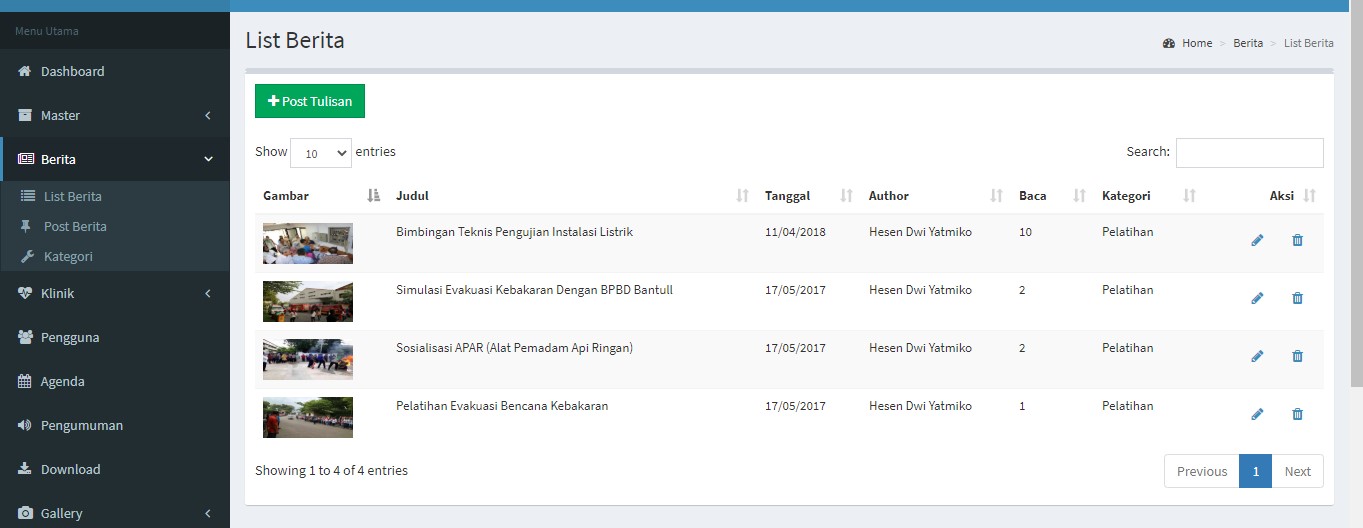 Menu Utama
Dashboard
Master
Berita
List Berita
Post Berita
Kategori
Klinik
Pengguna
Agenda
Pengumuman
Download
Gallery
List Berita
Home > Berita > List Berita
Post Tulisan
Show 10 entries
Search:
Gambar Judul Tanggal Author Baca Kategori Aksi
Bimbingan Teknis Pengujian Instalasi Listrik 11/04/2018 Hesen Dwi Yatmiko 10 Pelatihan
Simulasi Evakuasi Kebakaran Dengan BPBD Bantull 17/05/2017 Hesen Dwi Yatmiko 2 Pelatihan
Sosialisasi APAR (Alat Pemadam Api Ringan) 17/05/2017 Hesen Dwi Yatmiko 2 Pelatihan
Pelatihan Evakuasi Bencana Kebakaran 17/05/2017 Hesen Dwi Yatmiko 1 Pelatihan
Showing 1 to 4 of 4 entries
Previous 1 Next